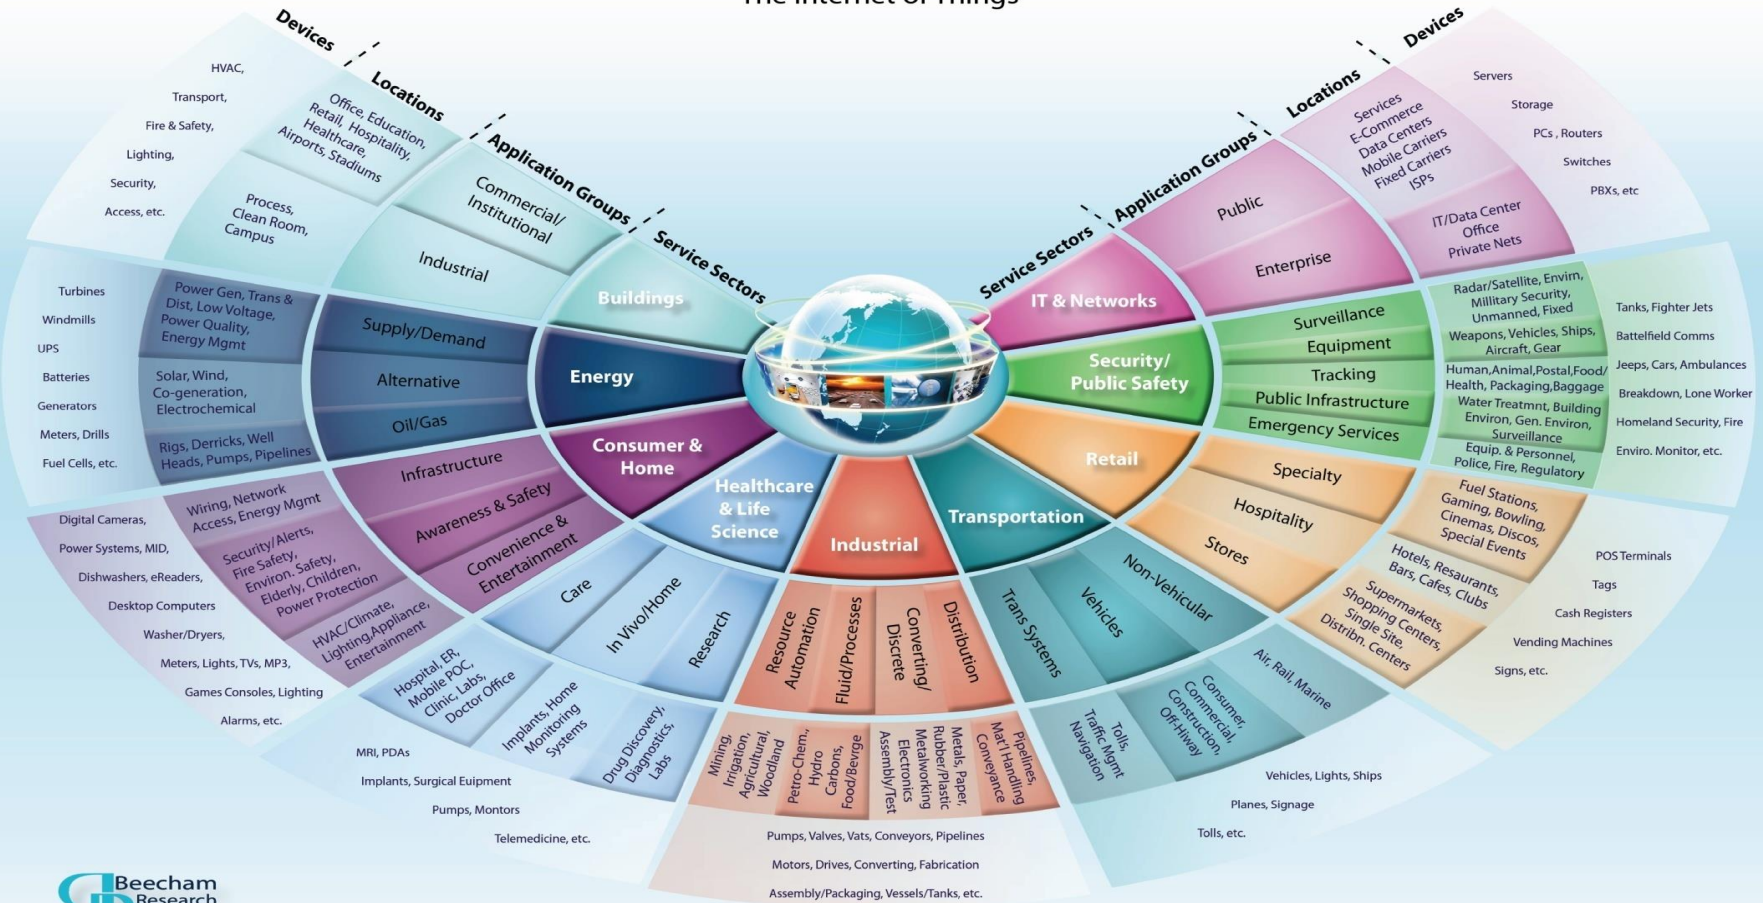 The Internet of Things
Devices
Locations
Application Groups
Service Sectors
Service Sectors
Application Groups
Locations
Devices
HVAC,
Transport,
Fire & Safety,
Lighting,
Security,
Access, etc.
Office, Education,
Retail, Hospitality,
Healthcare,
Airports, Stadiums
Process,
Clean Room,
Campus
Commercial/
Institutional
Industrial
Buildings
Turbines
Windmills
UPS
Batteries
Generators
Meters, Drills
Fuel Cells, etc.
Power Gen, Trans &
Dist, Low Voltage,
Power Quality,
Energy Mgmt
Solar, Wind,
Co-generation,
Electrochemical
Rigs, Derricks, Well
Heads, Pumps, Pipelines
Supply/Demand
Alternative
Oil/Gas
Energy
Digital Cameras,
Power Systems, MID,
Dishwashers, eReaders,
Desktop Computers
Washer/Dryers,
Meters, Lights, TVs, MP3,
Games Consoles, Lighting
Alarms, etc.
Wiring, Network
Access, Energy Mgmt
Security/Alerts,
Fire Safety,
Environ. Safety,
Elderly, Children,
Power Protection
HVAC/Climate,
Lighting,Appliance,
Entertainment
Infrastructure
Awareness & Safety
Convenience &
Entertainment
Consumer &
Home
MRI, PDAs
Implants, Surgical Euipment
Pumps, Montors
Telemedicine, etc.
Hospital, ER,
Mobile POC,
Clinic, Labs,
Doctor Office
Implants, Home
Monitoring
Systems
Drug Discovery,
Diagnostics,
Labs
Care
In Vivo/Home
Research
Healthcare
& Life
Science
Industrial
Resource
Automation
Fluid/Processes
Converting/
Discrete
Distribution
Mining,
Irrigation,
Agricultural,
Woodland
Petro-Chem.,
Hydro
Carbons,
Food/Bevrge
Metals, Paper,
Rubber/Plastic
Metalworking
Electronics
Assembly/Test
Pipelines,
Mat'l Handling
Conveyance
Pumps, Valves, Vats, Conveyors, Pipelines
Motors, Drives, Converting, Fabrication
Assembly/Packaging, Vessels/Tanks, etc.
Transportation
Trans Systems
Vehicles
Non-Vehicular
Tolls,
Traffic Mgmt
Navigation
Consumer,
Commercial,
Construction,
Off-Hiway
Air, Rail, Marine
Vehicles, Lights, Ships
Planes, Signage
Tolls, etc.
Retail
Specialty
Hospitality
Stores
Fuel Stations,
Gaming, Bowling,
Cinemas, Discos,
Special Events
Hotels, Resaurants,
Bars, Cafes, Clubs
Supermarkets,
Shopping Centers,
Single Site,
Distribn. Centers
POS Terminals
Tags
Cash Registers
Vending Machines
Signs, etc.
Security/
Public Safety
Surveillance
Equipment
Tracking
Public Infrastructure
Emergency Services
Radar/Satellite, Envirn,
Millitary Security,
Unmanned, Fixed
Weapons, Vehicles, Ships,
Aircraft, Gear
Human,Animal,Postal,Food/
Health, Packaging,Baggage
Water Treatmnt, Building
Environ, Gen. Environ,
Surveillance
Equip. & Personnel,
Police, Fire, Regulatory
Tanks, Fighter Jets
Battelfield Comms
Jeeps, Cars, Ambulances
Breakdown, Lone Worker
Homeland Security, Fire
Enviro. Monitor, etc.
IT & Networks
Public
Enterprise
Services
E-Commerce
Data Centers
Mobile Carriers
Fixed Carriers
ISPs
IT/Data Center
Office
Private Nets
Servers
Storage
PCs , Routers
Switches
PBXs, etc
Beecham
Research